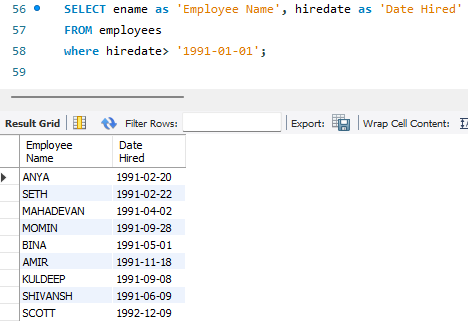 56 SELECT ename as 'Employee Name', hiredate as 'Date Hired'
57 FROM employees
58 where hiredate> '1991-01-01';
59
Result Grid Filter Rows: Export: Wrap Cell Content:
Employee Name Date Hired
ANYA 1991-02-20
SETH 1991-02-22
MAHADEVAN 1991-04-02
MOMIN 1991-09-28
BINA 1991-05-01
AMIR 1991-11-18
KULDEEP 1991-09-08
SHIVANSH 1991-06-09
SCOTT 1992-12-09